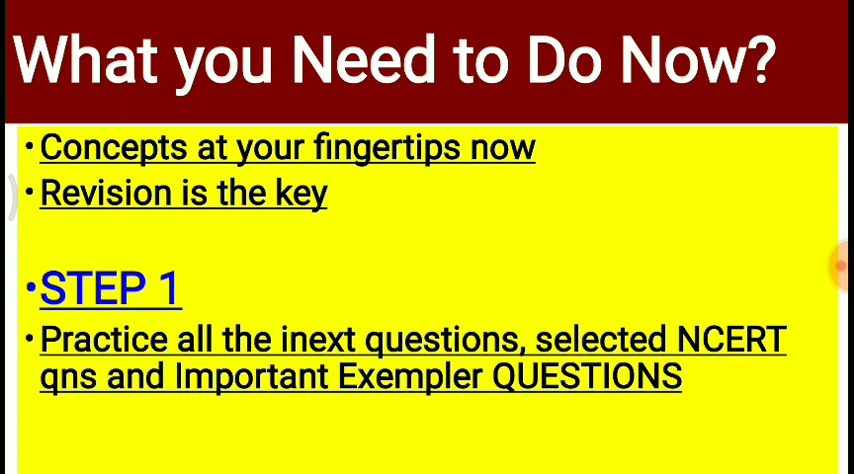 What you Need to Do Now?
• Concepts at your fingertips now
• Revision is the key
• STEP 1
• Practice all the inext questions, selected NCERT
qns and Important Exempler QUESTIONS